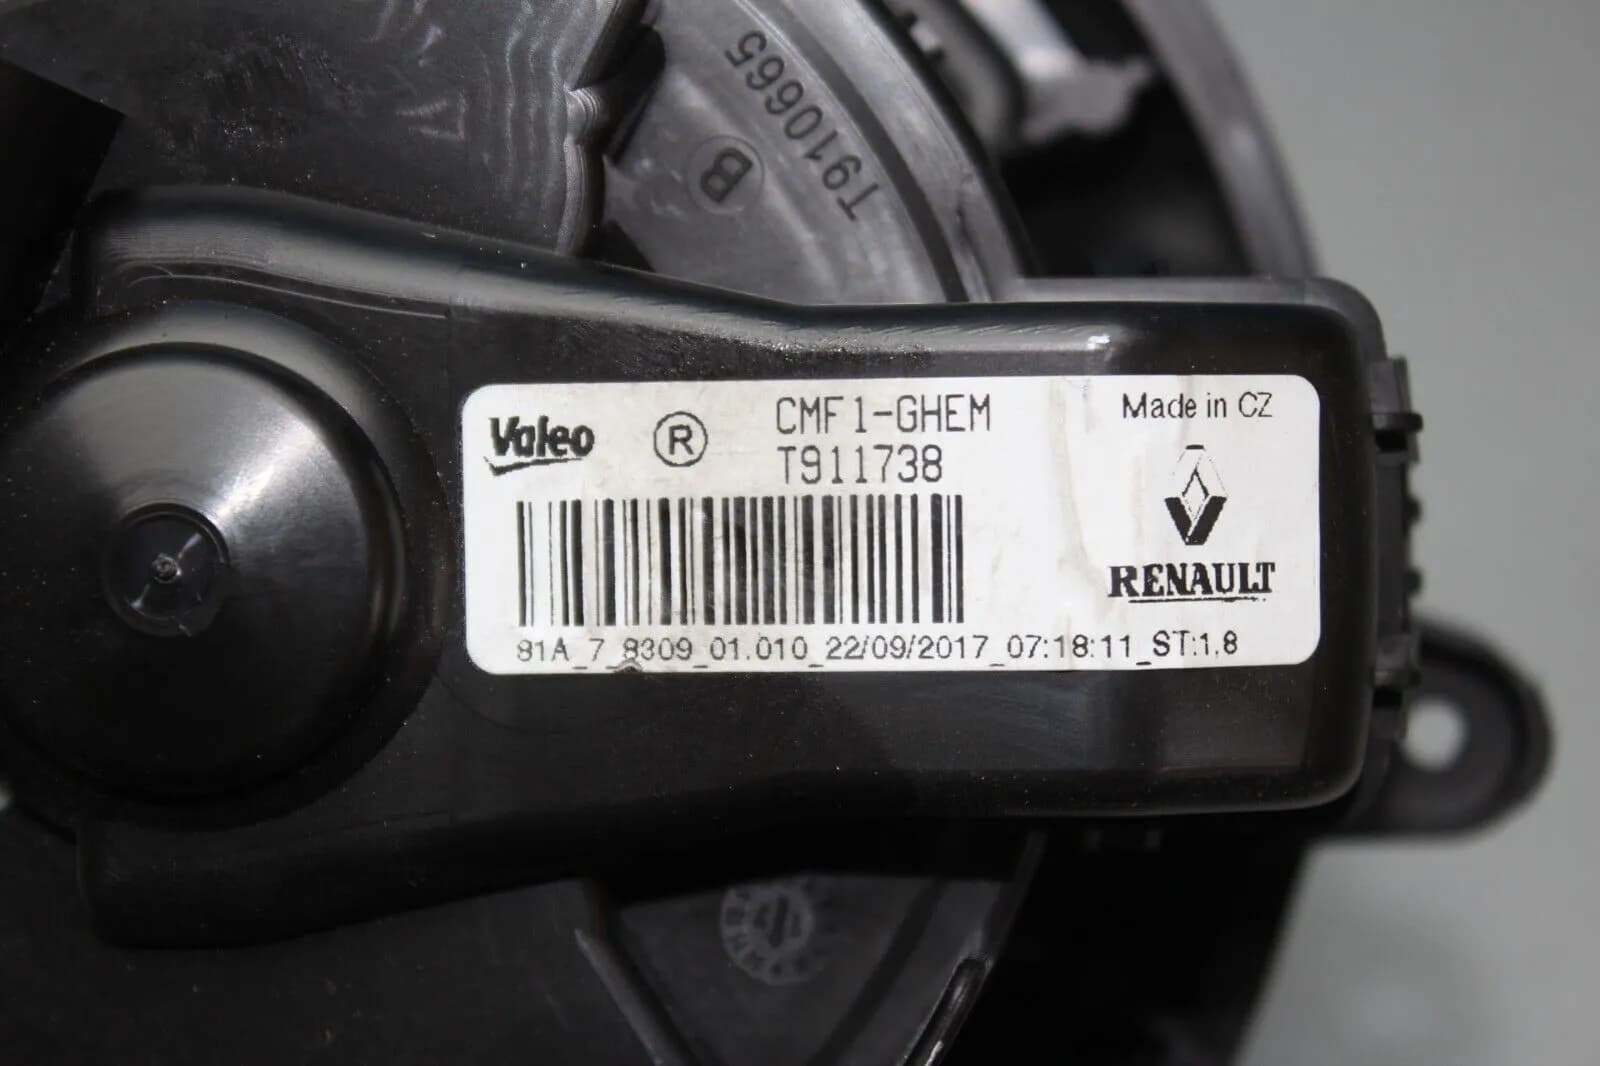 T910665
B
Valeo
R
CMF1-GHEM
T911738
Made in CZ
RENAULT
81A_7_8309_01.010_22/09/2017_07:18:11_ST:1,8